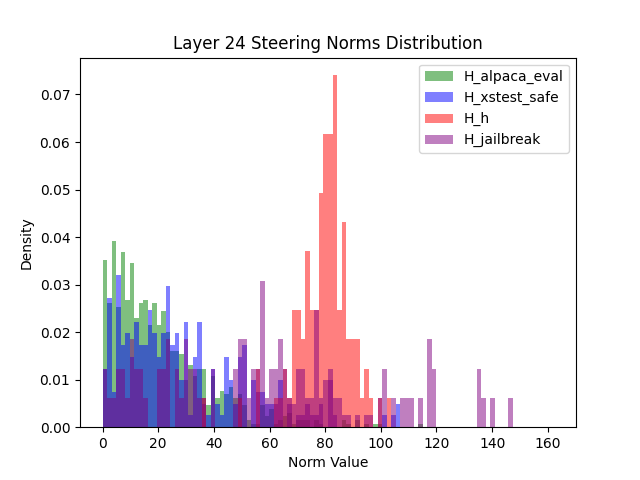 Layer 24 Steering Norms Distribution
H_alpaca_eval
H_xstest_safe
H_h
H_jailbreak
0.07
0.06
0.05
0.04
0.03
0.02
0.01
0.00
Density
0 20 40 60 80 100 120 140 160
Norm Value